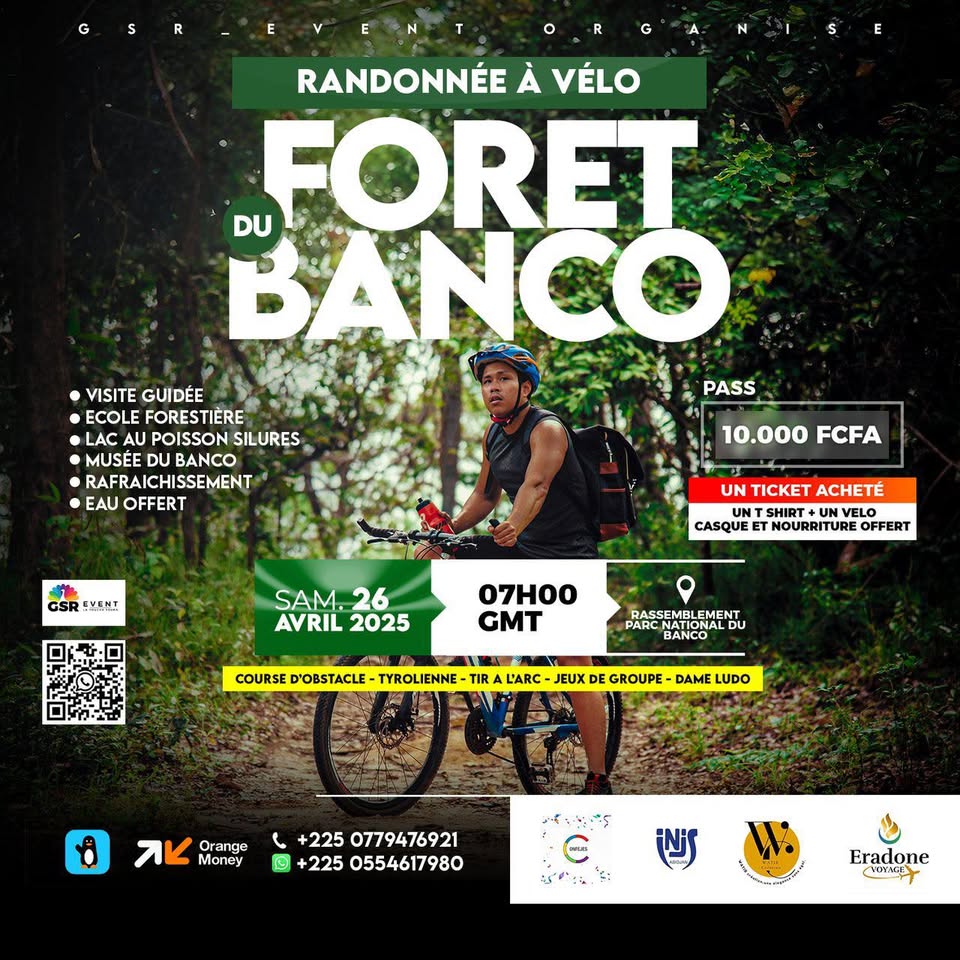 GSR_EVENT ORGANISE
RANDONNÉE À VÉLO
FORET
DU
BANCO
VISITE GUIDÉE
ECOLE FORESTIÈRE
LAC AU POISSON SILURES
MUSÉE DU BANCO
RAFRAICHISSEMENT
EAU OFFERT
PASS
10.000 FCFA
UN TICKET ACHETÉ
UN T SHIRT + UN VELO
CASQUE ET NOURRITURE OFFERT
GSR EVENT
SAM. 26
AVRIL 2025
07H00
GMT
RASSEMBLEMENT
PARC NATIONAL DU
BANCO
COURSE D'OBSTACLE - TYROLIENNE - TIR A L'ARC - JEUX DE GROUPE - DAME LUDO
Orange
Money
+225 0779476921
+225 0554617980
CONFEJES
INJS
ABIDJAN
Eradone
VOYAGE